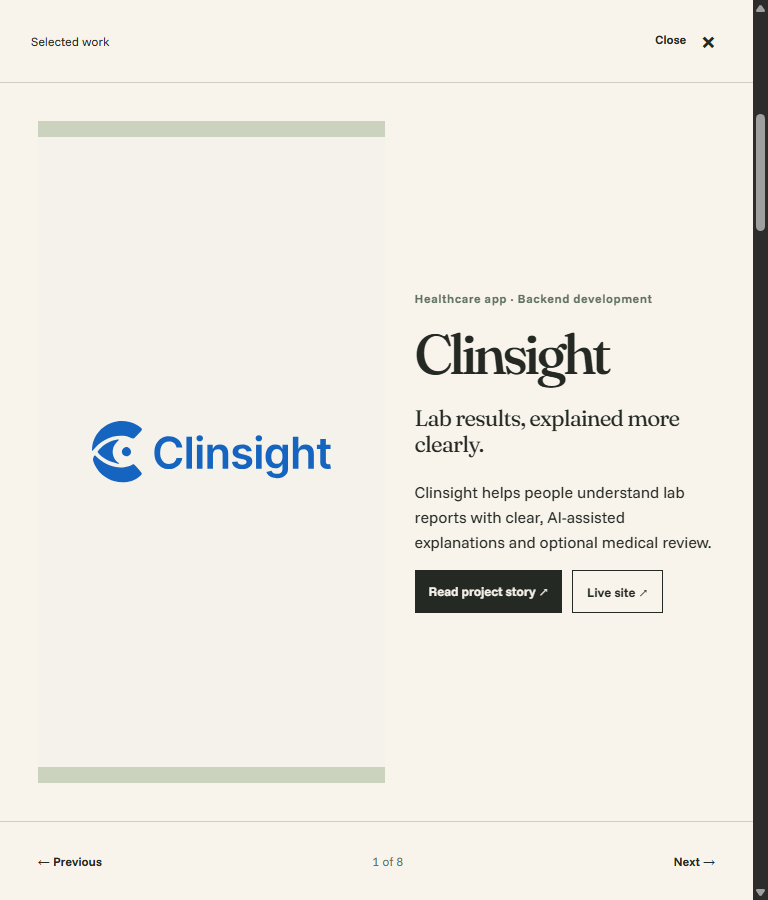 Selected work
Close ×
Clinsight
Healthcare app · Backend development
Clinsight
Lab results, explained more
clearly.
Clinsight helps people understand lab
reports with clear, AI-assisted
explanations and optional medical review.
Read project story ↗
Live site ↗
← Previous
1 of 8
Next →